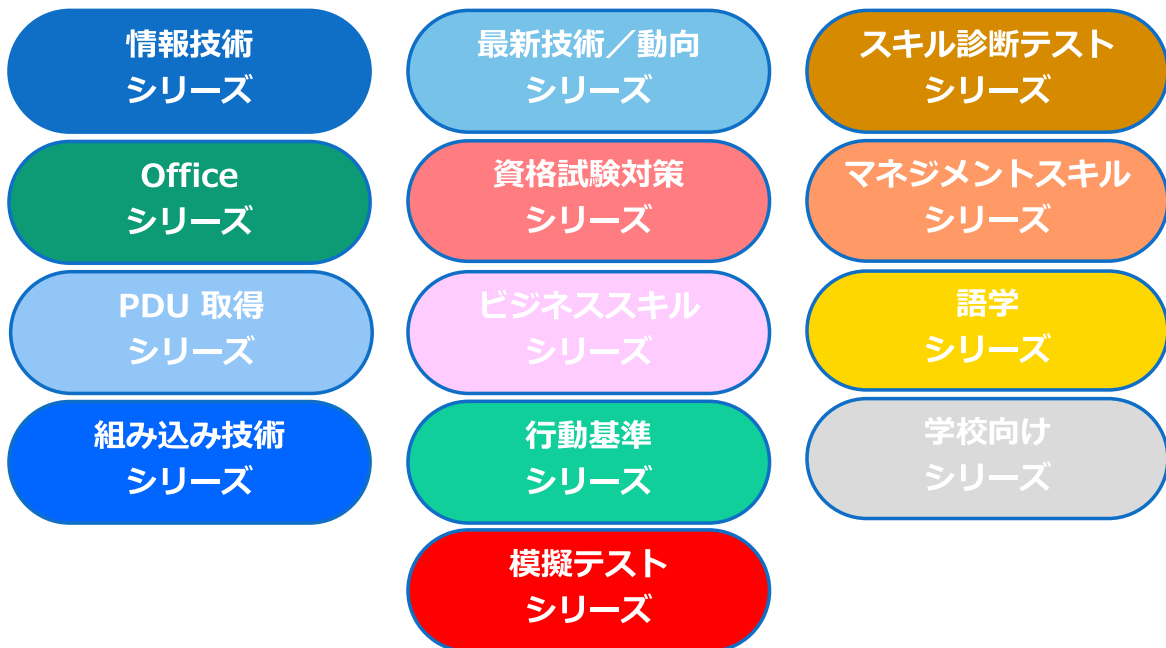 情報技術
シリーズ
最新技術／動向
シリーズ
スキル診断テスト
シリーズ
Office
シリーズ
資格試験対策
シリーズ
マネジメントスキル
シリーズ
PDU 取得
シリーズ
ビジネススキル
シリーズ
語学
シリーズ
組み込み技術
シリーズ
行動基準
シリーズ
学校向け
シリーズ
模擬テスト
シリーズ